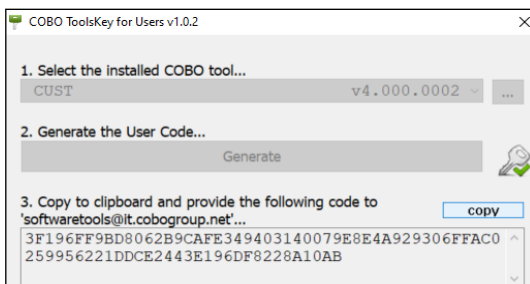 COBO ToolsKey for Users v1.0.2
1. Select the installed COBO tool...
CUST v4.000.0002 ...
2. Generate the User Code...
Generate
3. Copy to clipboard and provide the following code to
'softwaretools@it.cobogroup.net'... copy
3F196FF9BD8062B9CAFE349403140079E8E4A929306FFAC0
259956221DDCE2443E196DF8228A10AB